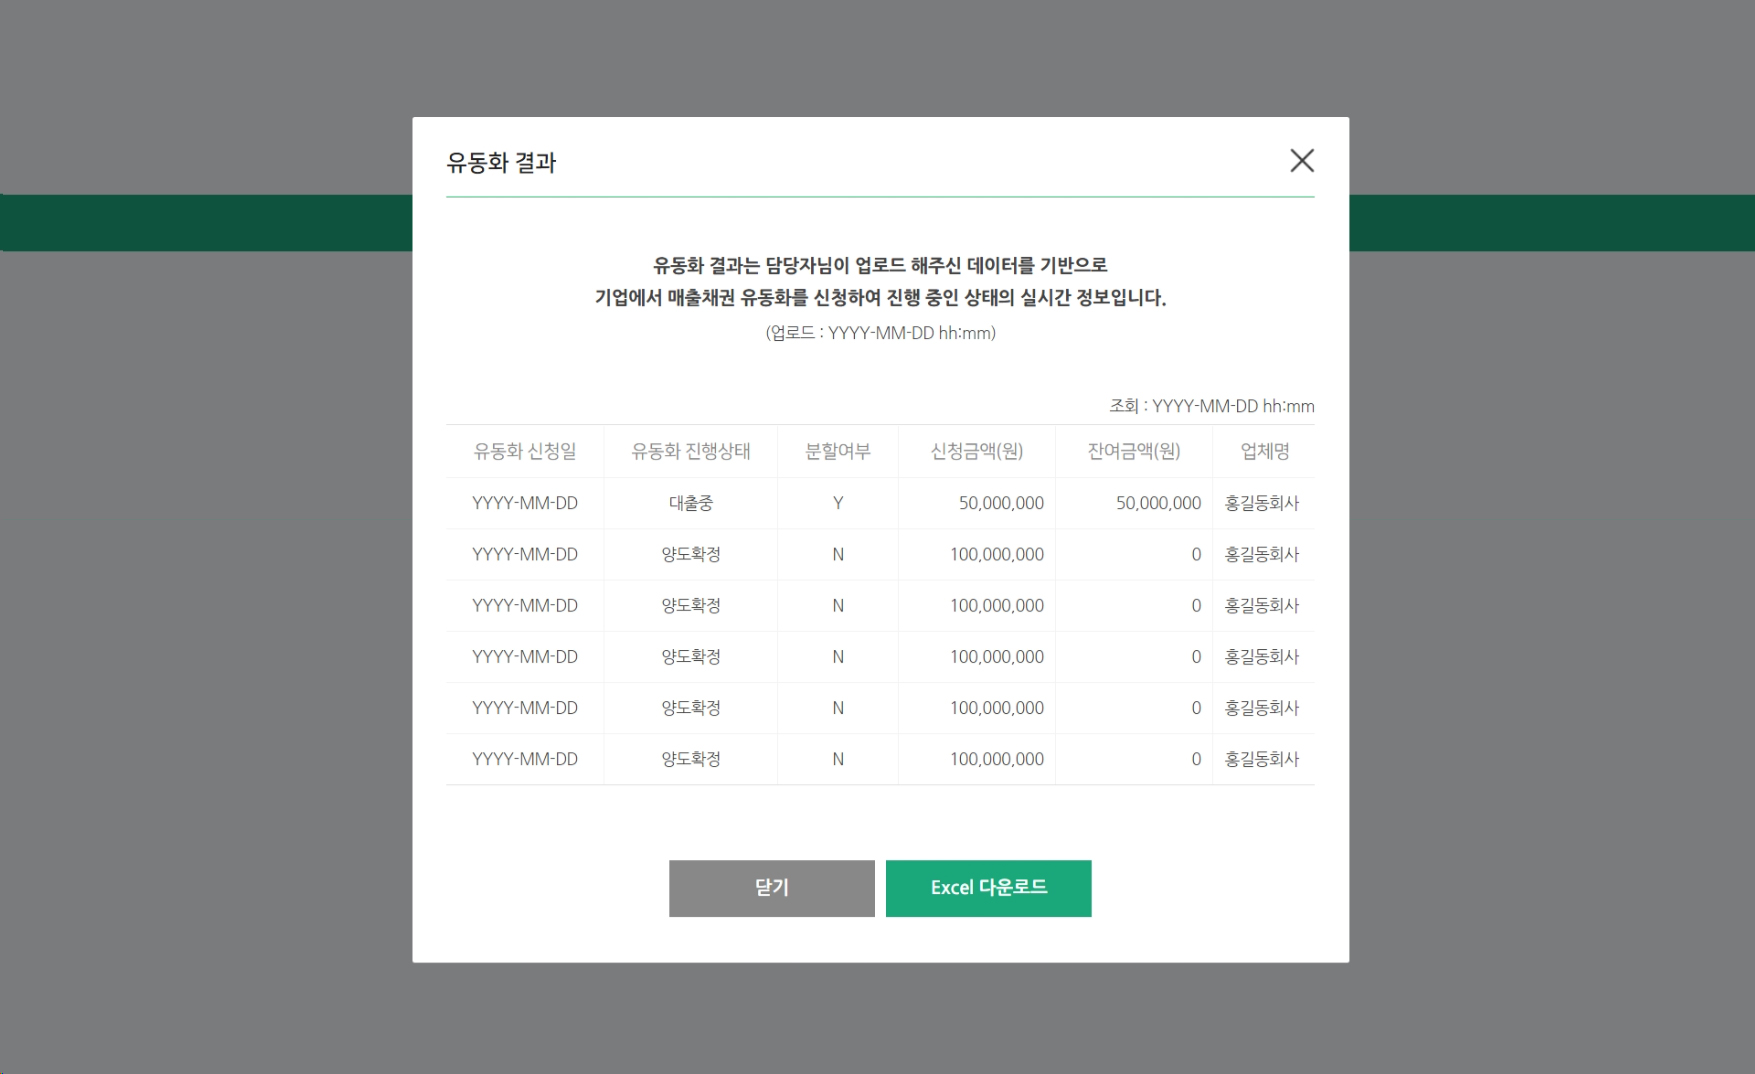 유동화 결과
유동화 결과는 담당자님이 업로드 해주신 데이터를 기반으로
기업에서 매출채권 유동화를 신청하여 진행 중인 상태의 실시간 정보입니다.
(업로드 : YYYY-MM-DD hh:mm)
조회 : YYYY-MM-DD hh:mm
유동화 신청일 유동화 진행상태 분할여부 신청금액(원) 잔여금액(원) 업체명
YYYY-MM-DD 대출중 Y 50,000,000 50,000,000 홍길동회사
YYYY-MM-DD 양도확정 N 100,000,000 0 홍길동회사
YYYY-MM-DD 양도확정 N 100,000,000 0 홍길동회사
YYYY-MM-DD 양도확정 N 100,000,000 0 홍길동회사
YYYY-MM-DD 양도확정 N 100,000,000 0 홍길동회사
YYYY-MM-DD 양도확정 N 100,000,000 0 홍길동회사
닫기 Excel 다운로드